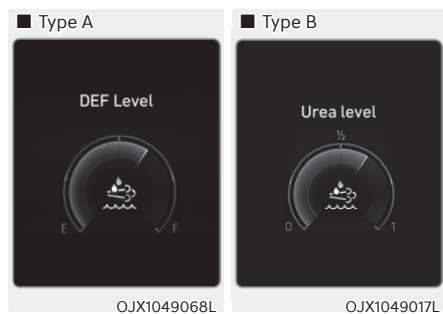 ■ Type A
DEF Level
E
F
OJX1049068L
■ Type B
Urea level
½
0
1
OJX1049017L